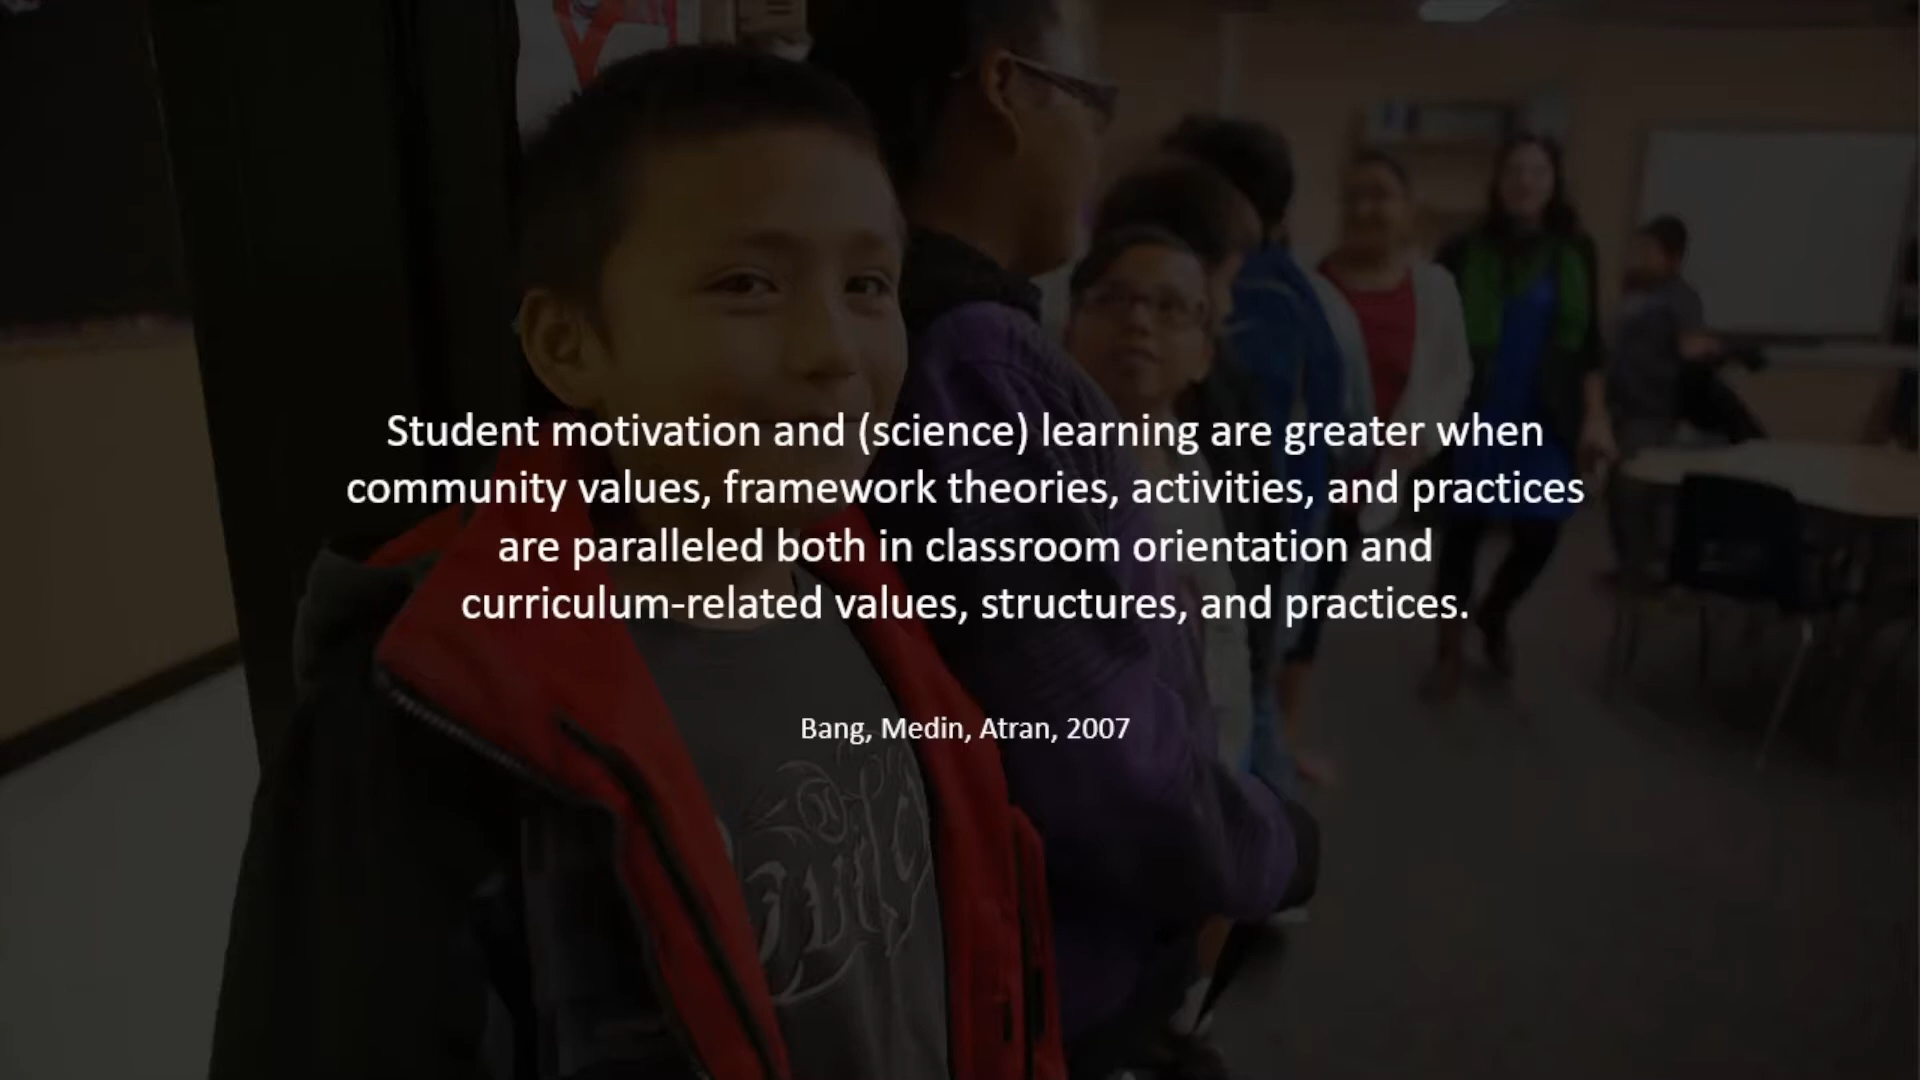 Student motivation and (science) learning are greater when
community values, framework theories, activities, and practices
are paralleled both in classroom orientation and
curriculum-related values, structures, and practices.
Bang, Medin, Atran, 2007